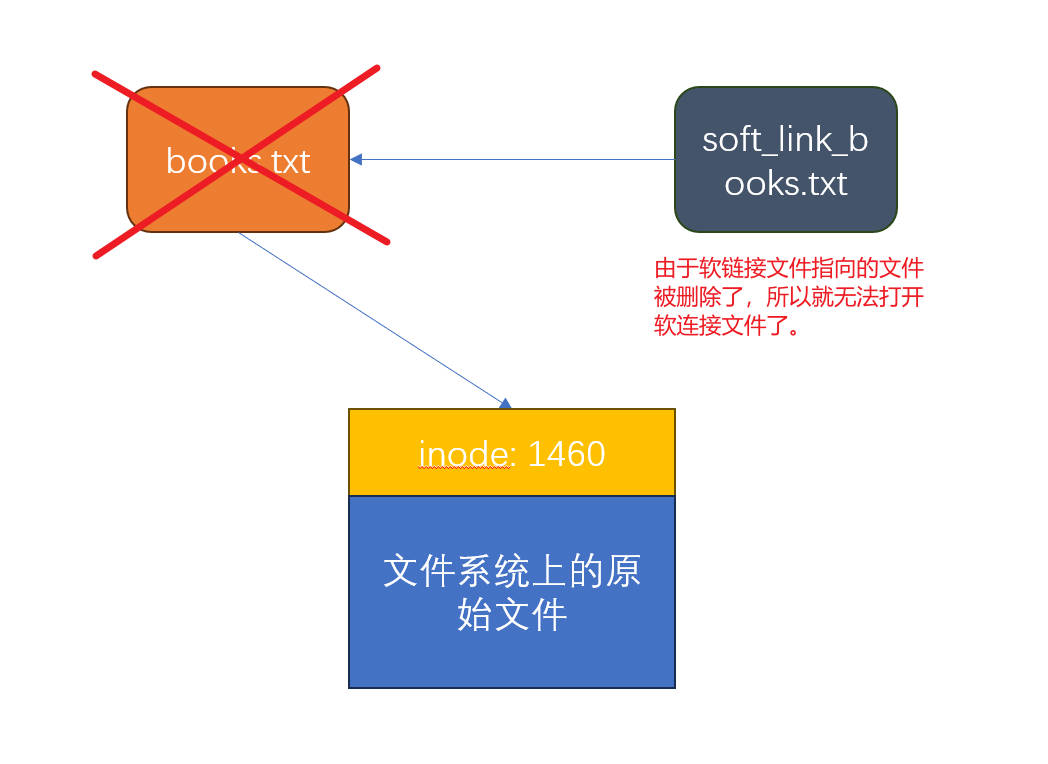 books.txt
soft_link_b
ooks.txt
由于软链接文件指向的文件
被删除了，所以就无法打开
软连接文件了。
inode: 1460
文件系统上的原
始文件